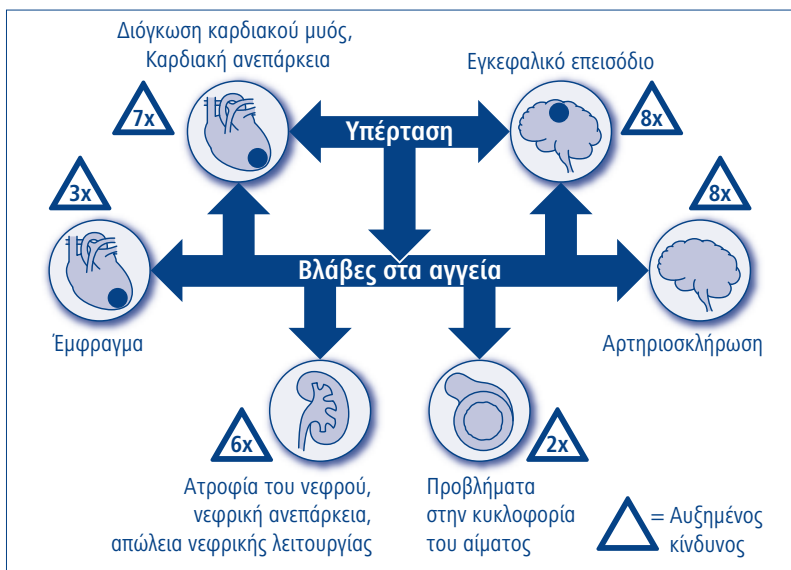 Διόγκωση καρδιακού μυός,
Καρδιακή ανεπάρκεια
Εγκεφαλικό επεισόδιο
7x
Υπέρταση
8x
3x
8x
Βλάβες στα αγγεία
Έμφραγμα
Αρτηριοσκλήρωση
6x
2x
Ατροφία του νεφρού,
νεφρική ανεπάρκεια,
απώλεια νεφρικής λειτουργίας
Προβλήματα
στην κυκλοφορία
του αίματος
= Αυξημένος
κίνδυνος